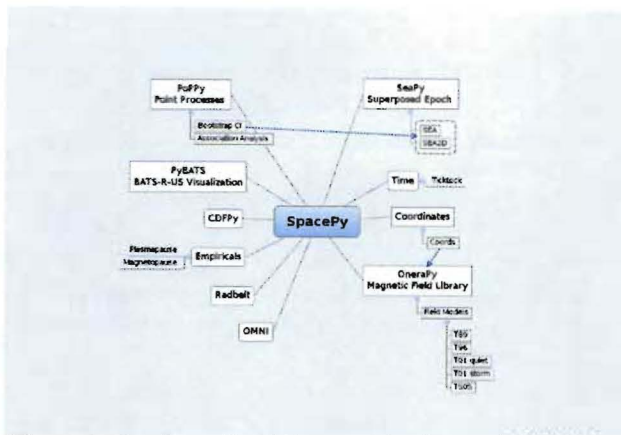 PoPPy
Point Processes
Bootstrap CI
Association Analysis
SeaPy
Superposed Epoch
SEA
SEA2D
PyBATS
BATS-R-US Visualization
Time
Ticktock
CDFPy
SpacePy
Coordinates
Coords
Plasmapause
Magnetopause
Empiricals
OneraPy
Magnetic Field Library
Radbelt
OMNI
Field Models
T89
T96
T01 quiet
T01 storm
TS05